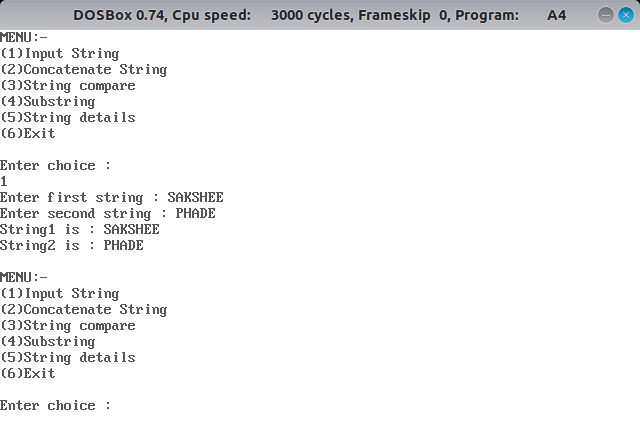 DOSBox 0.74, Cpu speed: 3000 cycles, Frameskip 0, Program: A4
MENU:-
(1)Input String
(2)Concatenate String
(3)String compare
(4)Substring
(5)String details
(6)Exit
Enter choice :
1
Enter first string : SAKSHEE
Enter second string : PHADE
String1 is : SAKSHEE
String2 is : PHADE
MENU:-
(1)Input String
(2)Concatenate String
(3)String compare
(4)Substring
(5)String details
(6)Exit
Enter choice :